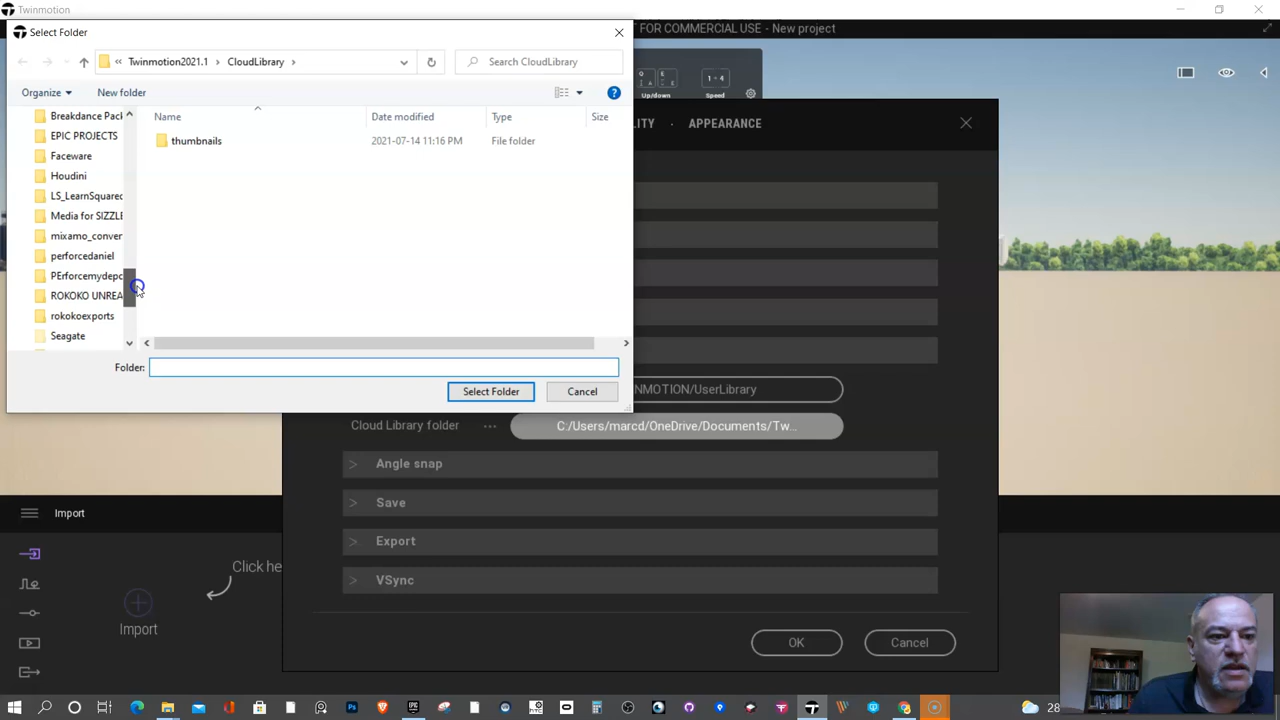 Twinmotion
FOR COMMERCIAL USE - New project
Select Folder
« Twinmotion2021.1 › CloudLibrary ›
Search CloudLibrary
Organize
New folder
Up/down
Speed
1÷4
Q
E
LITY · APPEARANCE
Name
Date modified
Type
Size
Breakdance Pack
thumbnails
2021-07-14 11:16 PM
File folder
EPIC PROJECTS
Faceware
Houdini
LS_LearnSquared
Media for SIZZLE
mixamo_conver
perforcedaniel
PErforcemydepo
ROKOKO UNREA
rokokoexports
Seagate
Folder:
Select Folder
Cancel
NMOTION/UserLibrary
Cloud Library folder
C:/Users/marcd/OneDrive/Documents/Tw...
> Angle snap
> Save
> Export
> VSync
OK
Cancel
Import
Click he
Import
28